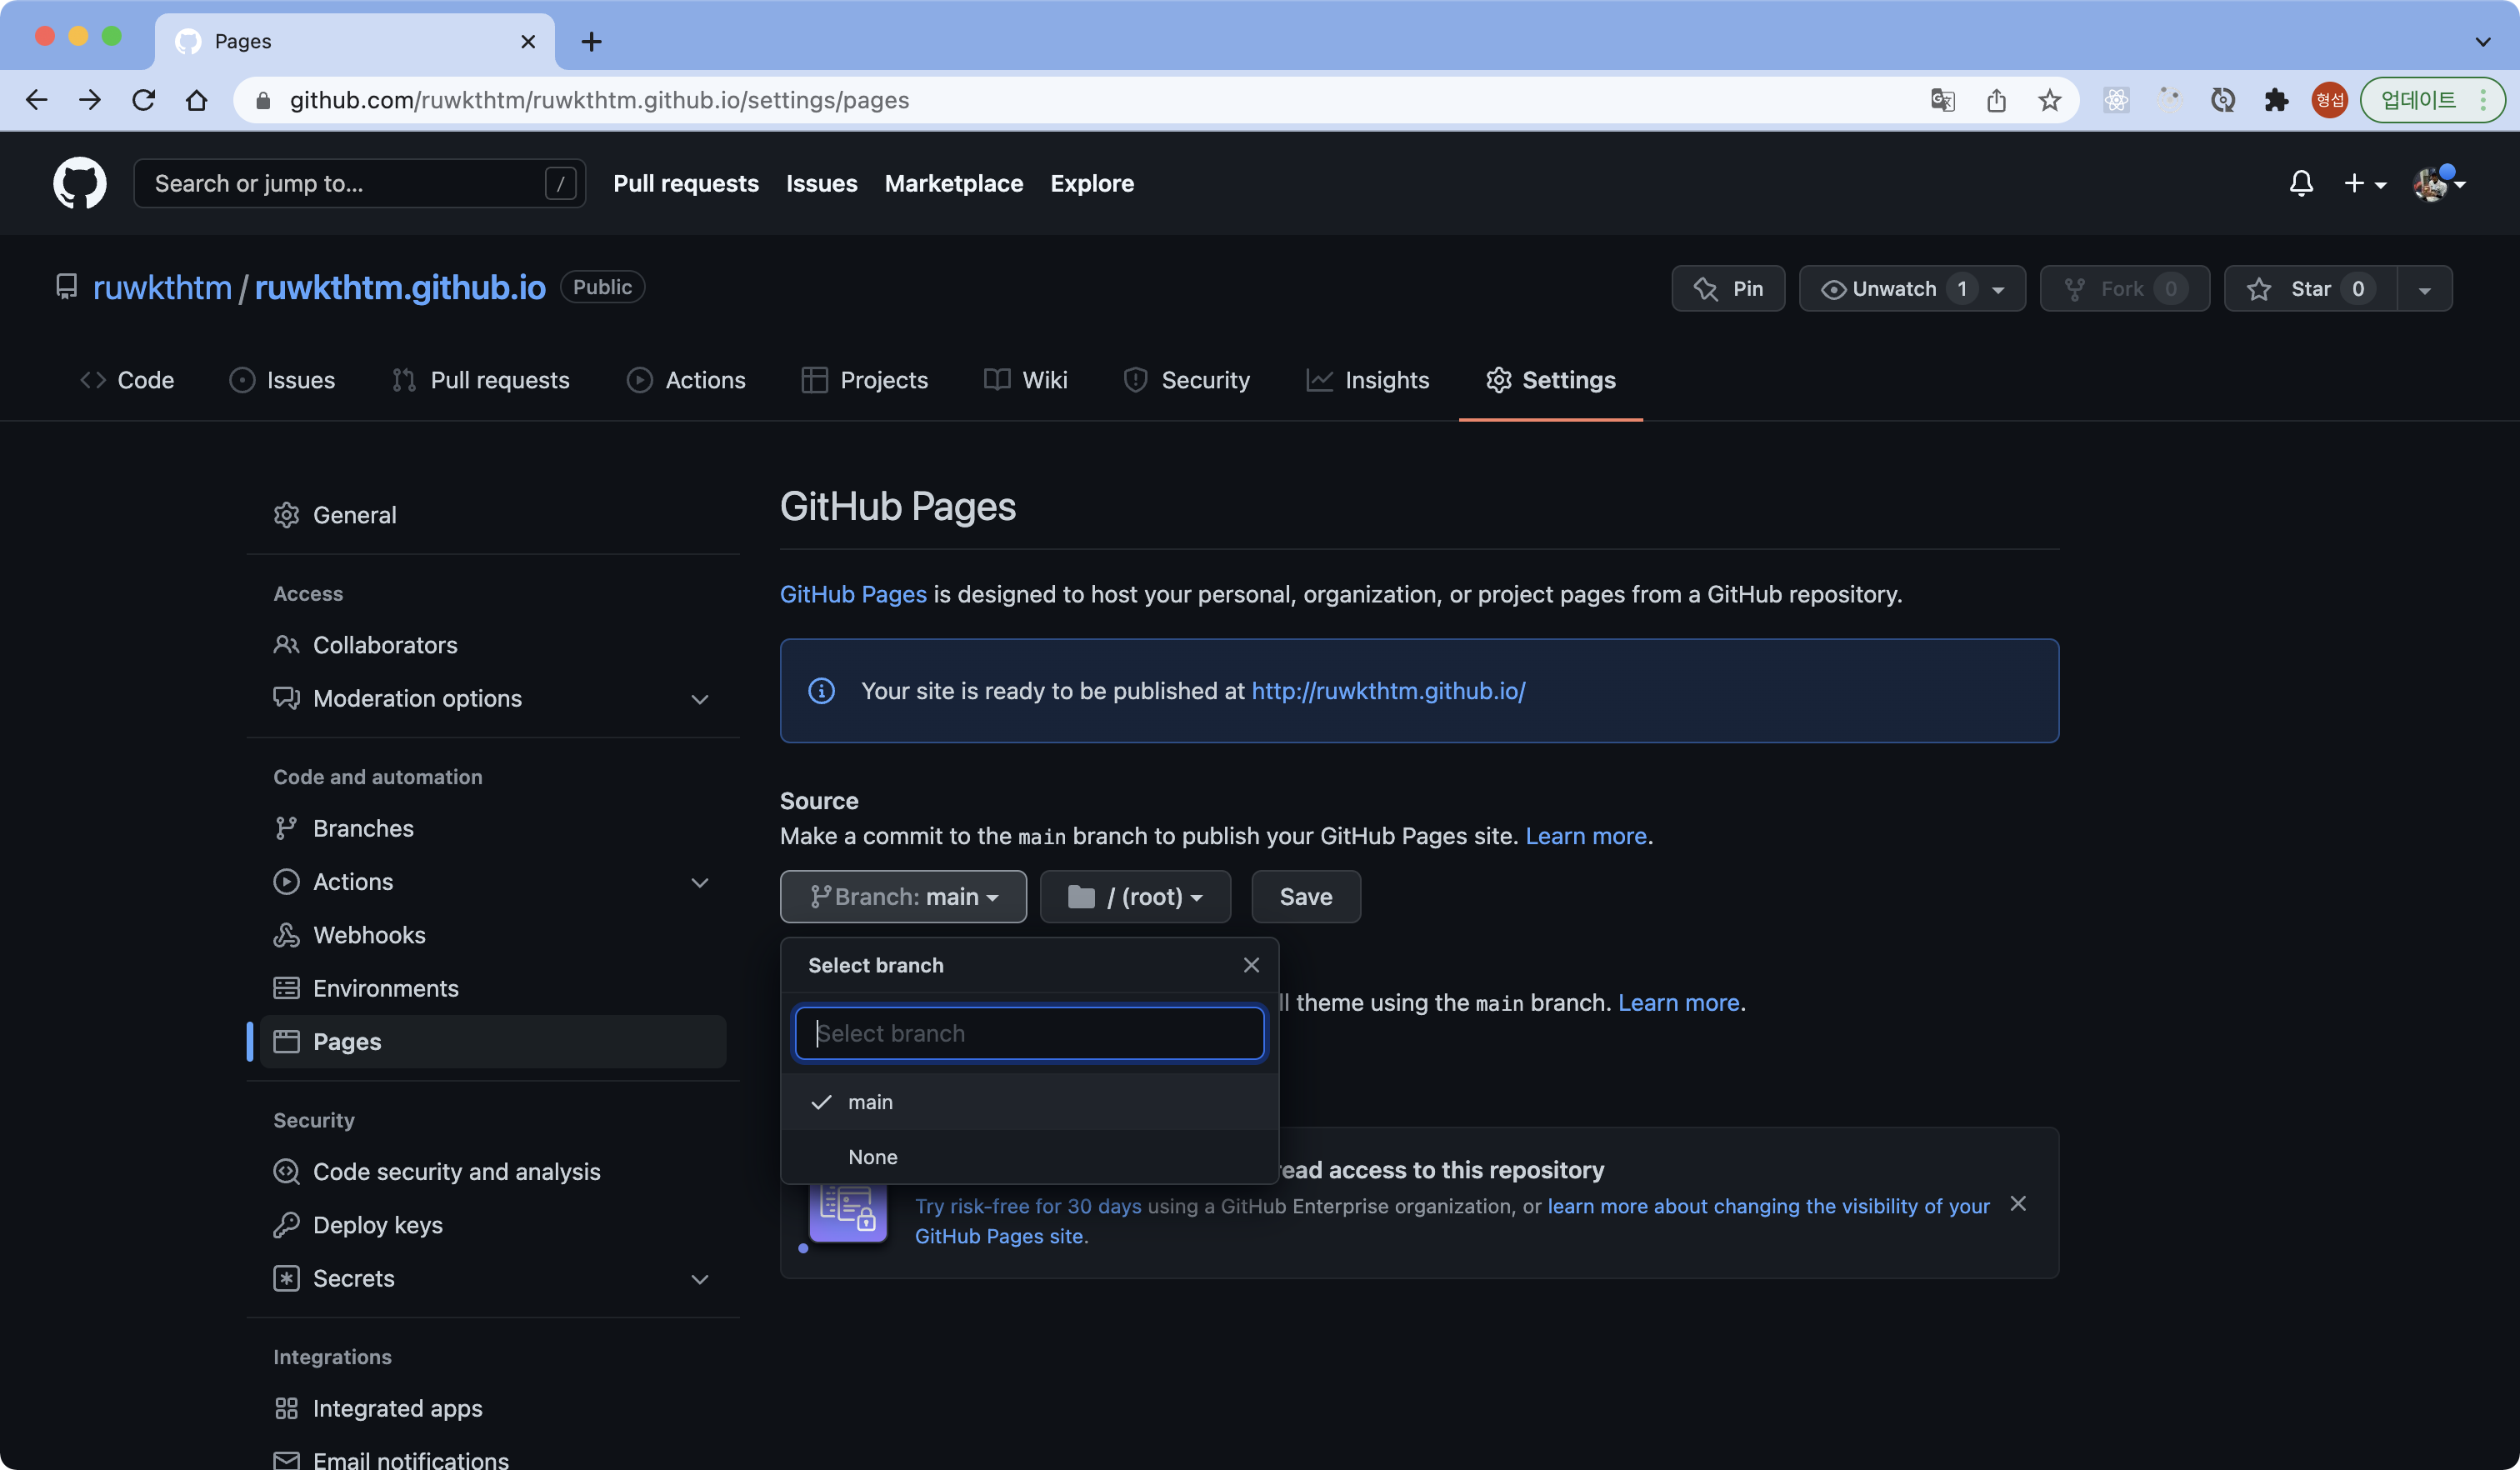 Pages
github.com/ruwkthtm/ruwkthtm.github.io/settings/pages
형섭
업데이트
Search or jump to...
/
Pull requests
Issues
Marketplace
Explore
ruwkthtm / ruwkthtm.github.io
Public
Pin
Unwatch 1
Fork 0
Star 0
Code
Issues
Pull requests
Actions
Projects
Wiki
Security
Insights
Settings
General
Access
Collaborators
Moderation options
Code and automation
Branches
Actions
Webhooks
Environments
Pages
Security
Code security and analysis
Deploy keys
Secrets
Integrations
Integrated apps
Email notifications
GitHub Pages
GitHub Pages is designed to host your personal, organization, or project pages from a GitHub repository.
Your site is ready to be published at http://ruwkthtm.github.io/
Source
Make a commit to the main branch to publish your GitHub Pages site. Learn more.
Branch: main
/ (root)
Save
Select branch
Select branch
main
None
theme using the main branch. Learn more.
read access to this repository
Try risk-free for 30 days using a GitHub Enterprise organization, or learn more about changing the visibility of your
GitHub Pages site.